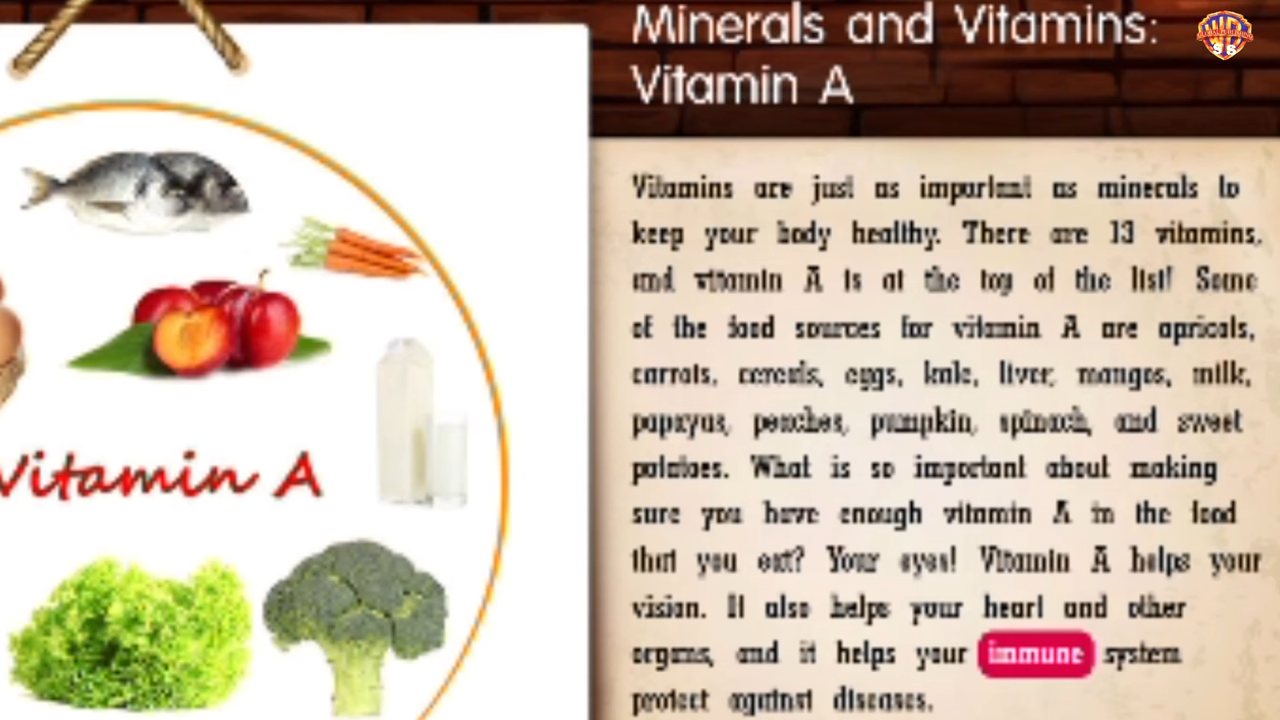 Minerals and Vitamins:
Vitamin A
Vitamins are just as important as minerals to
keep your body healthy. There are 13 vitamins,
and vitamin A is at the top of the list! Some
of the food sources for vitamin A are apricots,
carrots, cereals, eggs, kale, liver, mangos, milk,
papayas, peaches, pumpkin, spinach, and sweet
potatoes. What is so important about making
sure you have enough vitamin A in the food
that you eat? Your eyes! Vitamin A helps your
vision. It also helps your heart and other
organs, and it helps your immune system
protect against diseases.
Vitamin A